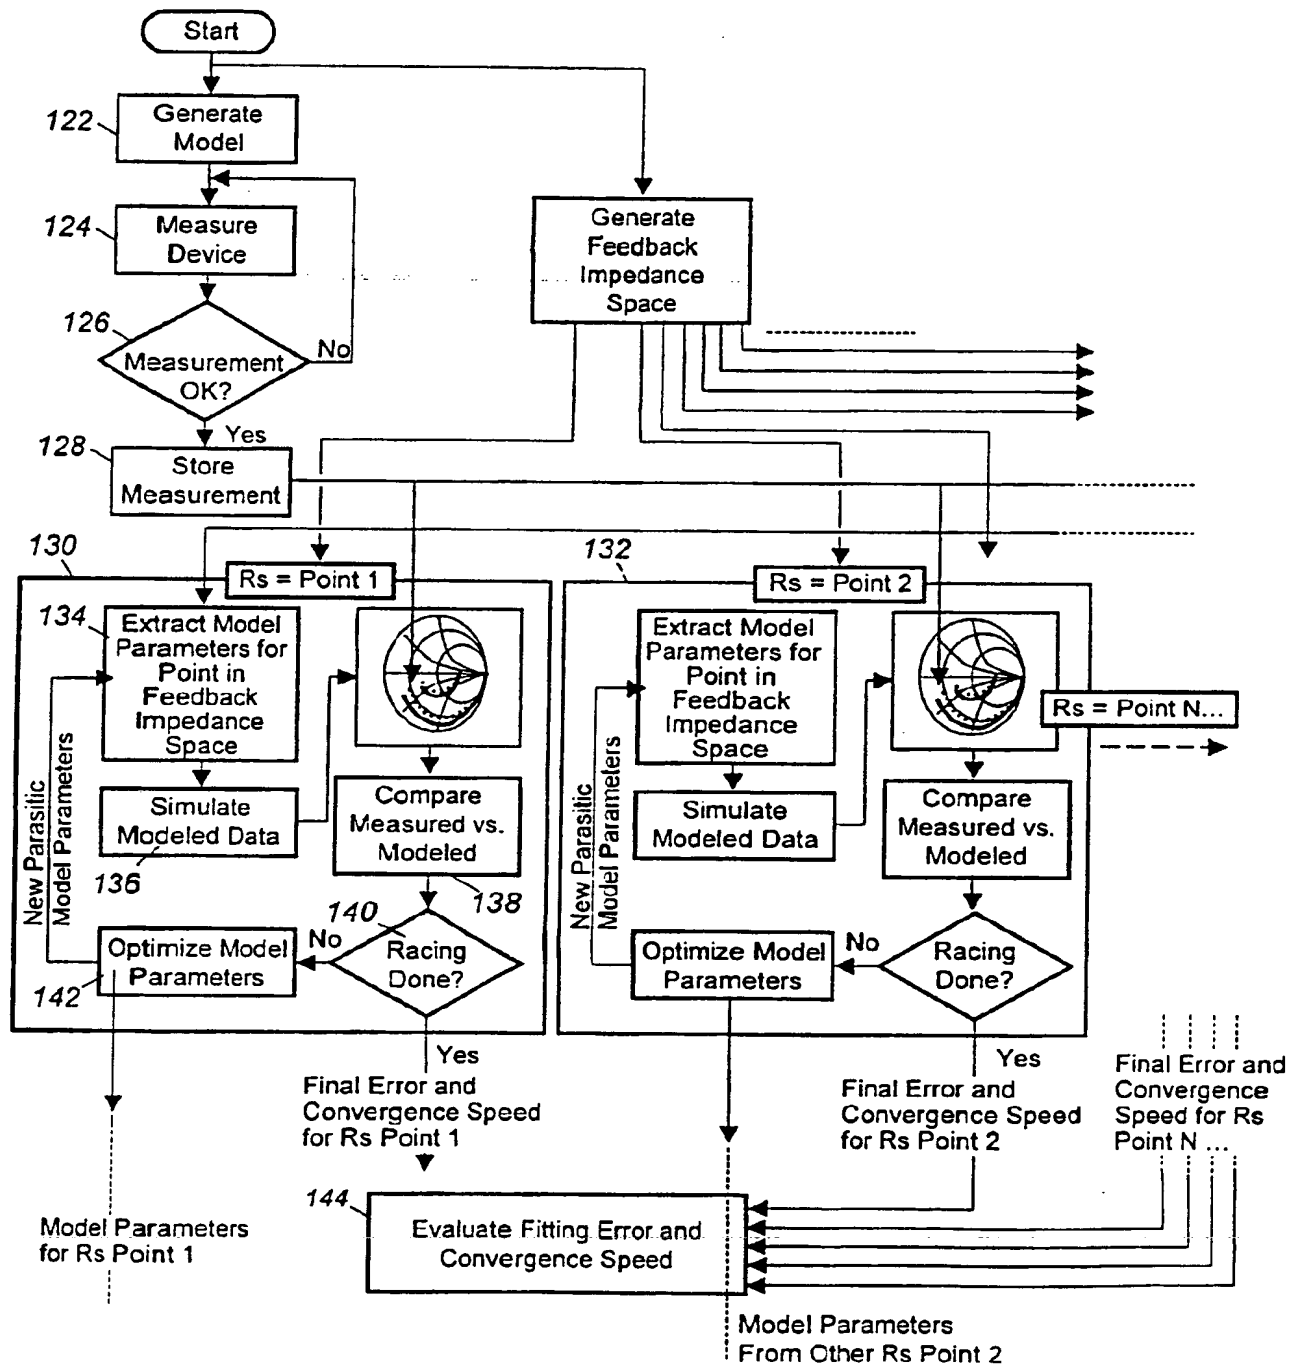 Start
122
Generate
Model
124
Measure
Device
126
Measurement
OK?
No
Yes
128
Store
Measurement
Generate
Feedback
Impedance
Space
130
Rs = Point 1
134
Extract Model
Parameters for
Point in
Feedback
Impedance
Space
Simulate
Modeled Data
136
Compare
Measured vs.
Modeled
138
140
Racing
Done?
No
Optimize Model
Parameters
142
New Parasitic
Model Parameters
Yes
132
Rs = Point 2
Extract Model
Parameters for
Point in
Feedback
Impedance
Space
Simulate
Modeled Data
Compare
Measured vs.
Modeled
Racing
Done?
No
Optimize Model
Parameters
New Parasitic
Model Parameters
Yes
Rs = Point N...
Final Error and
Convergence Speed
for Rs Point 1
Final Error and
Convergence Speed
for Rs Point 2
Final Error and
Convergence
Speed for Rs
Point N ...
144
Evaluate Fitting Error and
Convergence Speed
Model Parameters
for Rs Point 1
Model Parameters
From Other Rs Point 2